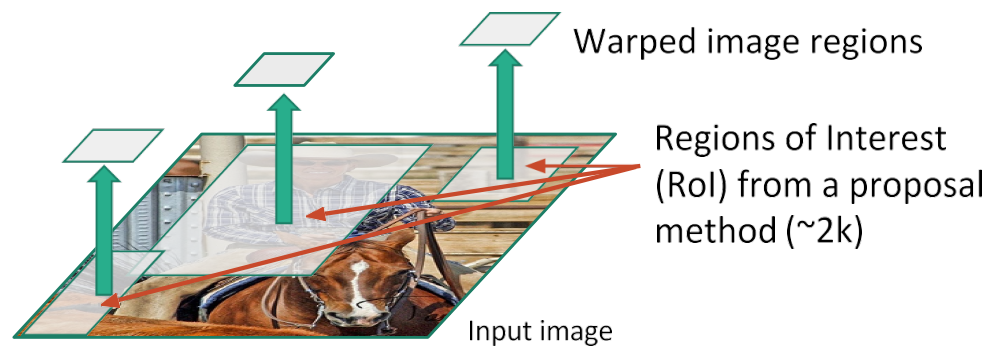 Warped image regions
Regions of Interest
(RoI) from a proposal
method (~2k)
Input image